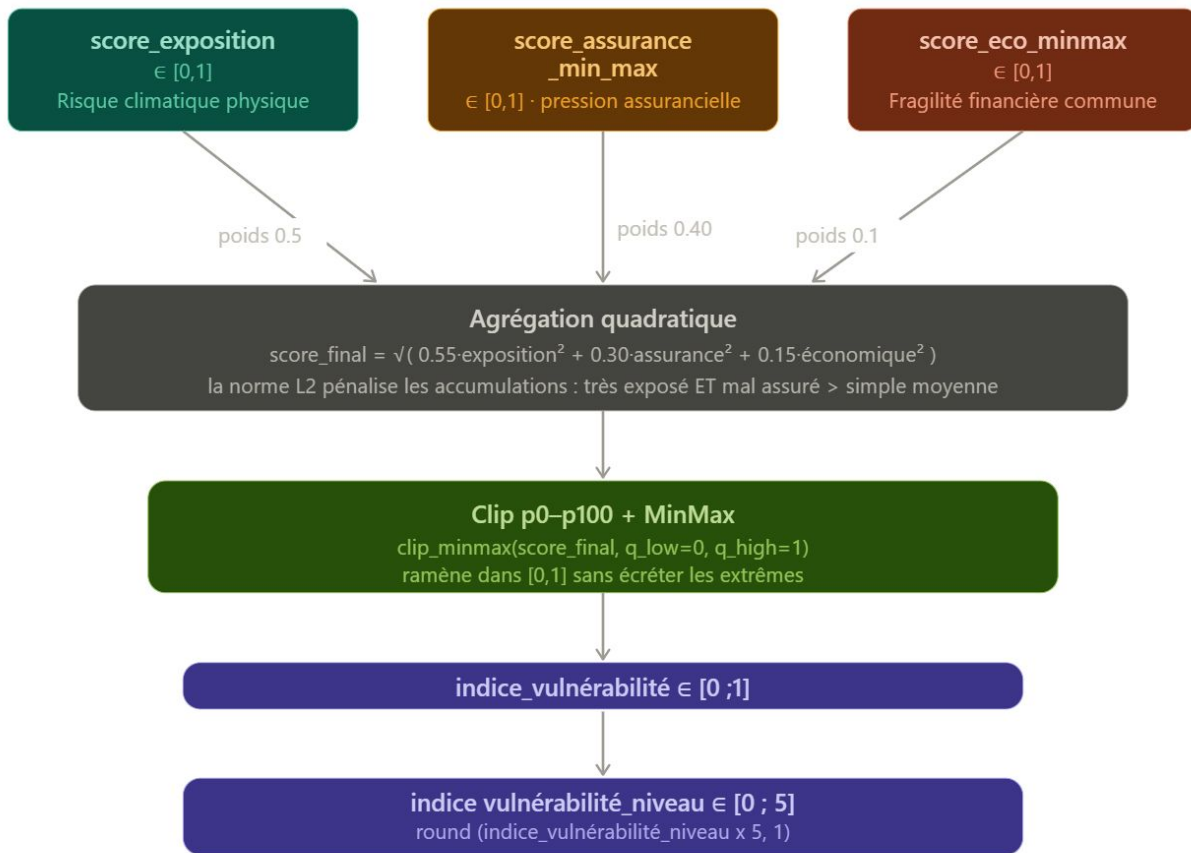 score_exposition
∈ [0,1]
Risque climatique physique
score_assurance
_min_max
∈ [0,1] · pression assurancielle
score_eco_minmax
∈ [0,1]
Fragilité financière commune
poids 0.5
poids 0.40
poids 0.1
Agrégation quadratique
score_final = √( 0.55·exposition² + 0.30·assurance² + 0.15·économique² )
la norme L2 pénalise les accumulations : très exposé ET mal assuré > simple moyenne
Clip p0–p100 + MinMax
clip_minmax(score_final, q_low=0, q_high=1)
ramène dans [0,1] sans écréter les extrêmes
indice_vulnérabilité ∈ [0 ;1]
indice vulnérabilité_niveau ∈ [0 ; 5]
round (indice_vulnérabilité_niveau x 5, 1)